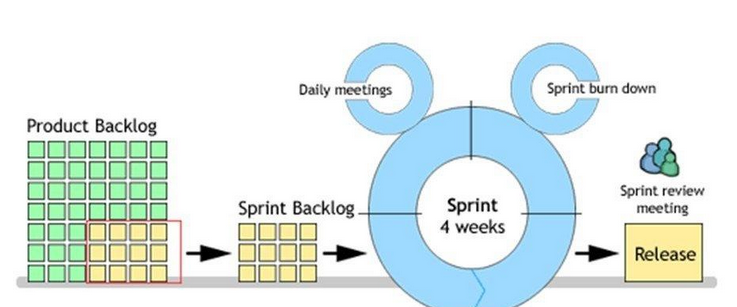 Daily meetings
Sprint burn down
Product Backlog
Sprint Backlog
Sprint
4 weeks
Sprint review
meeting
Release